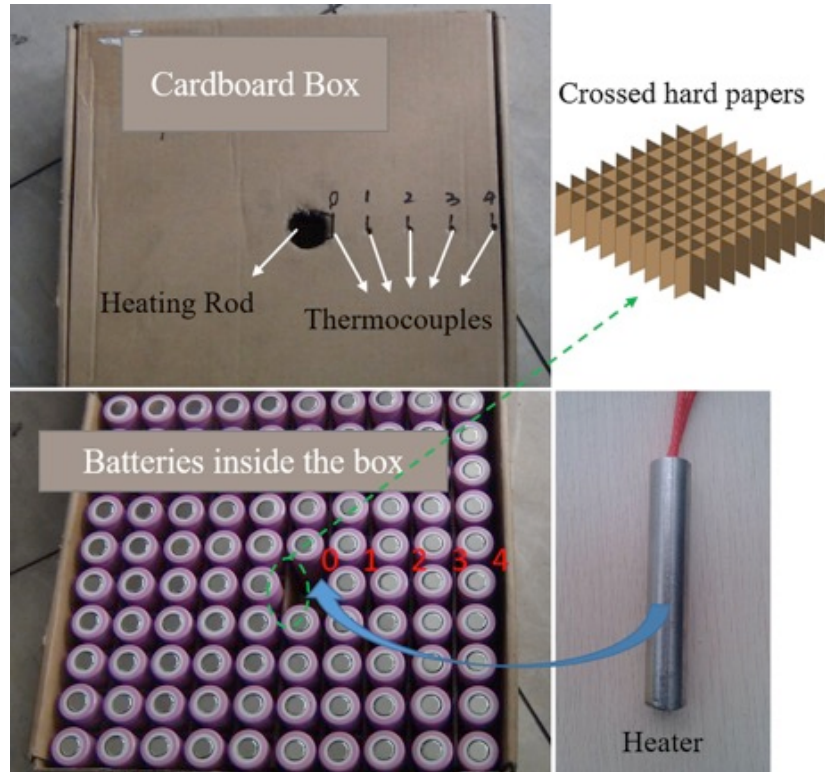 Cardboard Box
Crossed hard papers
0 1 2 3 4
Heating Rod
Thermocouples
Batteries inside the box
0 1 2 3 4
Heater